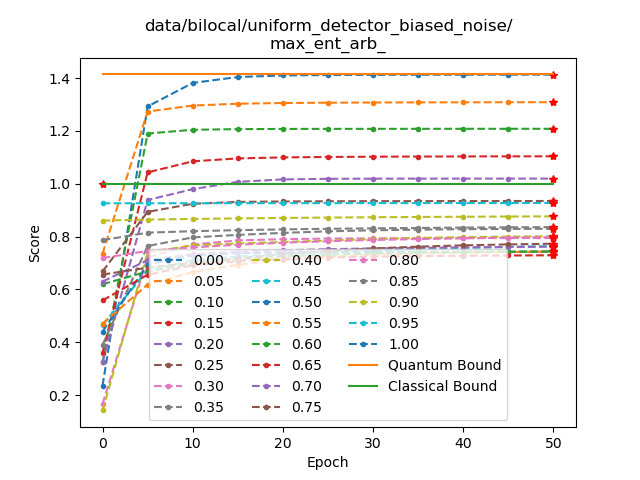 data/bilocal/uniform_detector_biased_noise/
max_ent_arb_
1.4
1.2
1.0
0.8
0.6
0.4
0.2
Score
0.00 0.40 0.80
0.05 0.45 0.85
0.10 0.50 0.90
0.15 0.55 0.95
0.20 0.60 1.00
0.25 0.65 Quantum Bound
0.30 0.70 Classical Bound
0.35 0.75
0 10 20 30 40 50
Epoch